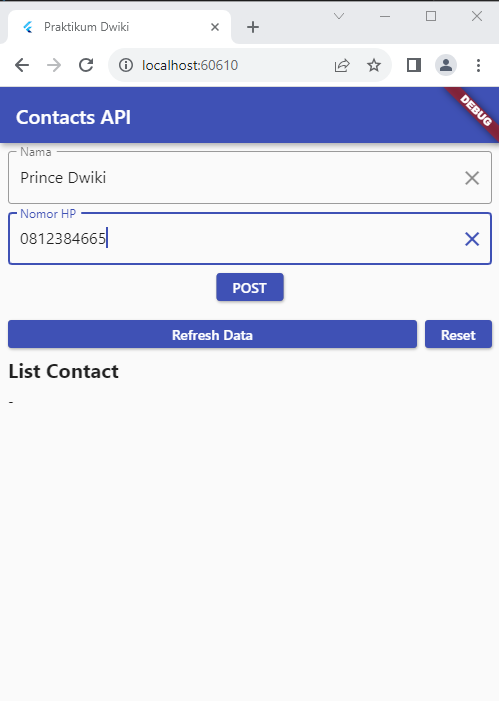 Praktikum Dwiki
localhost:60610
Contacts API
DEBUG
Nama
Prince Dwiki
Nomor HP
0812384665
POST
Refresh Data Reset
List Contact
-